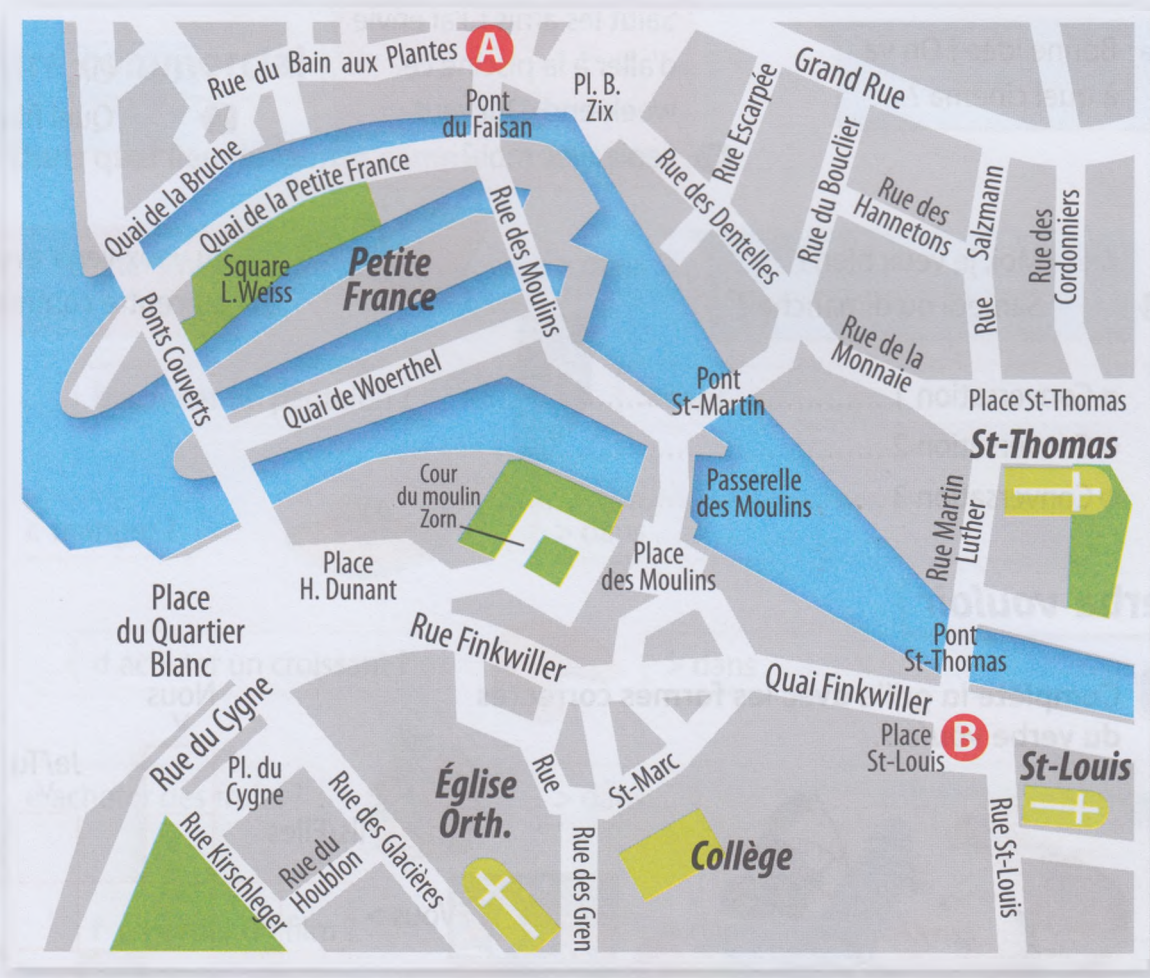 Rue du Bain aux Plantes
A
Pont
du Faisan
Pl. B.
Zix
Grand Rue
Rue Escarpée
Rue du Bouclier
Rue des Dentelles
Rue des
Hannetons
Rue Salzmann
Rue des
Cordonniers
Quai de la Bruche
Quai de la Petite France
Square
L.Weiss
Petite
France
Rue des Moulins
Ponts Couverts
Quai de Woerthel
Rue de la
Monnaie
Pont
St-Martin
Place St-Thomas
St-Thomas
Cour
du moulin
Zorn
Passerelle
des Moulins
Rue Martin
Luther
Place
H. Dunant
Place
des Moulins
Place
du Quartier
Blanc
Rue Finkwiller
Pont
St-Thomas
Quai Finkwiller
Place
St-Louis
B
St-Louis
Rue du Cygne
Pl. du
Cygne
Rue des Glacières
Église
Orth.
Rue St-Marc
Collège
Rue Kirschleger
Rue du
Houblon
Rue des Gren
Rue St-Louis